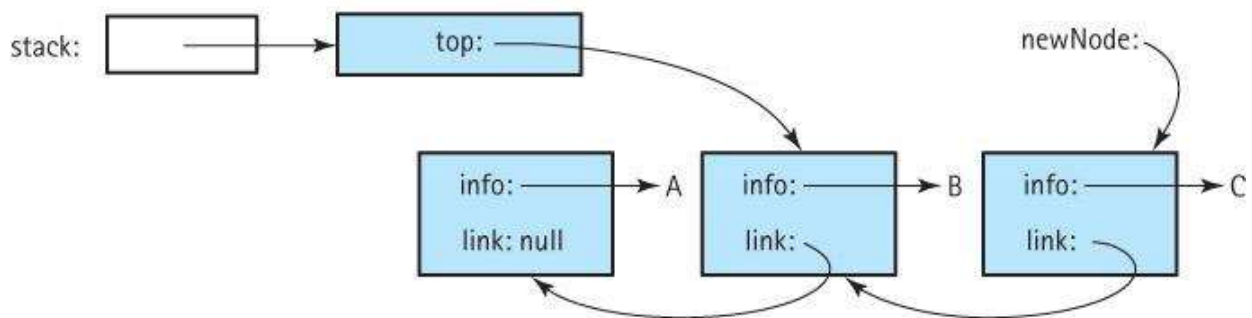 stack:
top:
newNode:
info:
A
info:
B
info:
C
link: null
link:
link: